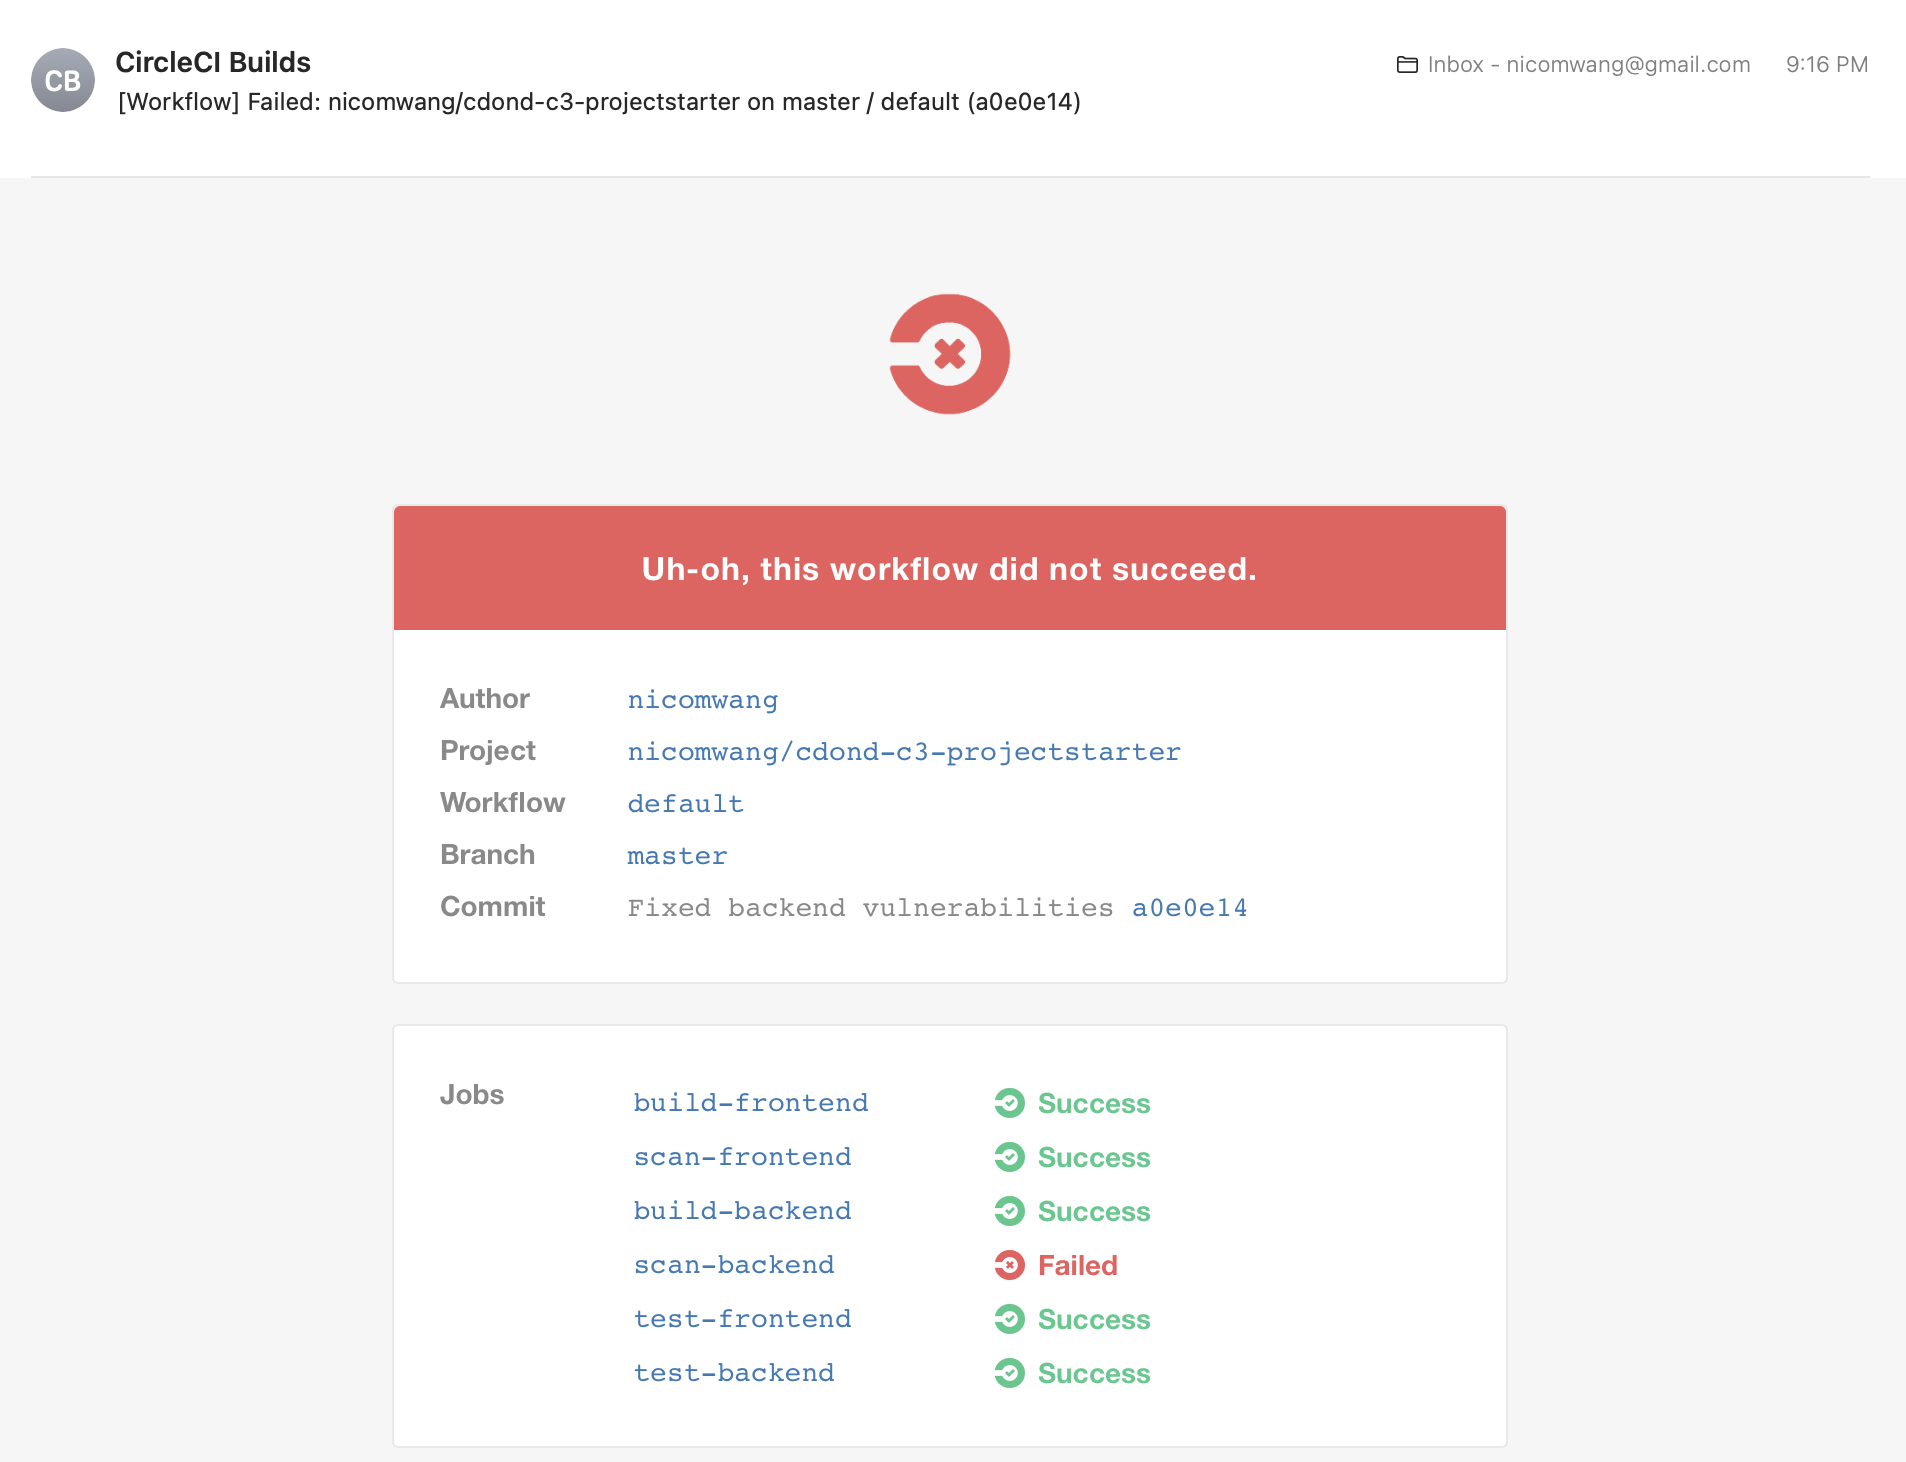 CB
CircleCI Builds
Inbox - nicomwang@gmail.com 9:16 PM
[Workflow] Failed: nicomwang/cdond-c3-projectstarter on master / default (a0e0e14)
Uh-oh, this workflow did not succeed.
Author nicomwang
Project nicomwang/cdond-c3-projectstarter
Workflow default
Branch master
Commit Fixed backend vulnerabilities a0e0e14
Jobs build-frontend Success
scan-frontend Success
build-backend Success
scan-backend Failed
test-frontend Success
test-backend Success